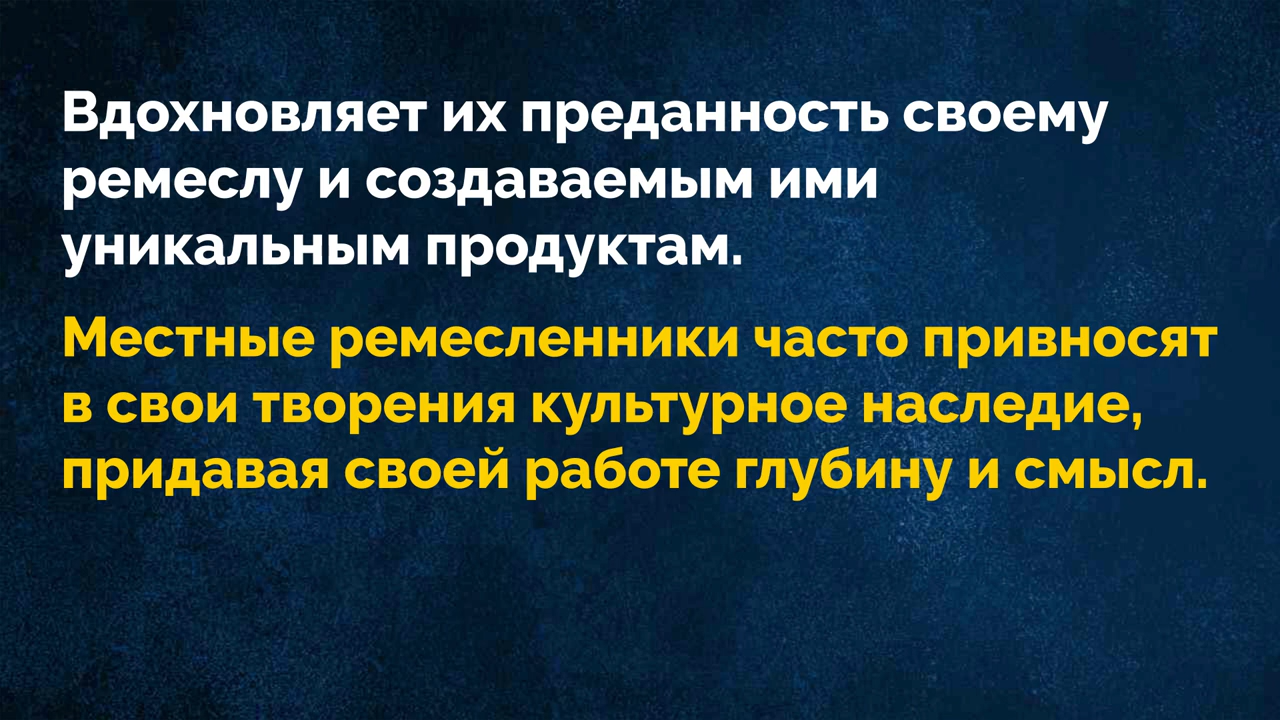 Вдохновляет их преданность своему
ремеслу и создаваемым ими
уникальным продуктам.
Местные ремесленники часто привносят
в свои творения культурное наследие,
придавая своей работе глубину и смысл.